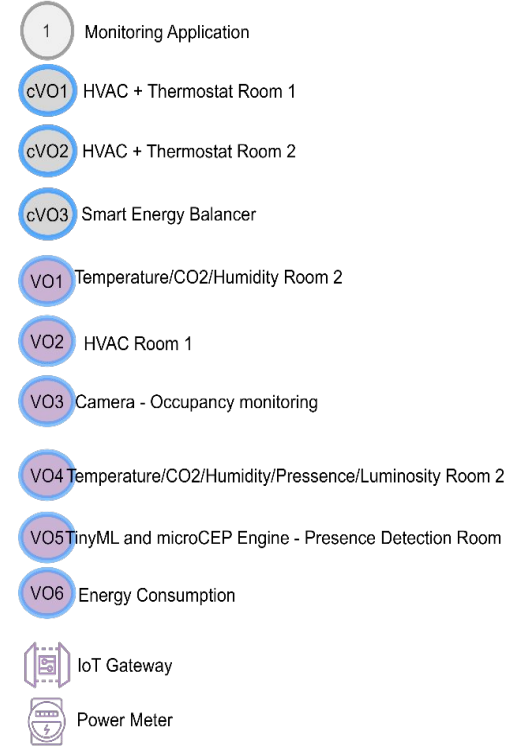 1 Monitoring Application
cVO1 HVAC + Thermostat Room 1
cVO2 HVAC + Thermostat Room 2
cVO3 Smart Energy Balancer
VO1 Temperature/CO2/Humidity Room 2
VO2 HVAC Room 1
VO3 Camera - Occupancy monitoring
VO4 Temperature/CO2/Humidity/Pressence/Luminosity Room 2
VO5 TinyML and microCEP Engine - Presence Detection Room
VO6 Energy Consumption
IoT Gateway
Power Meter